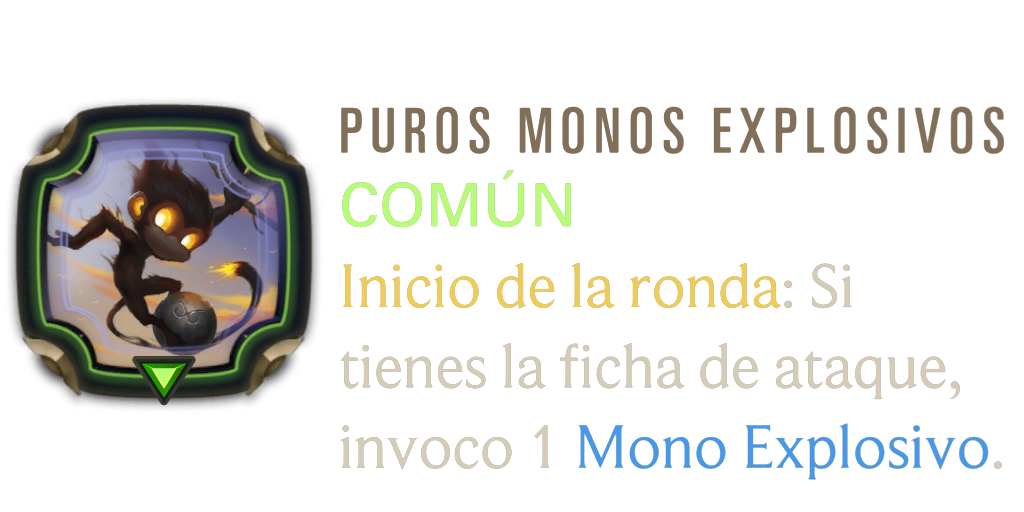 PUROS MONOS EXPLOSIVOS
COMÚN
Inicio de la ronda: Si
tienes la ficha de ataque,
invoco 1 Mono Explosivo.